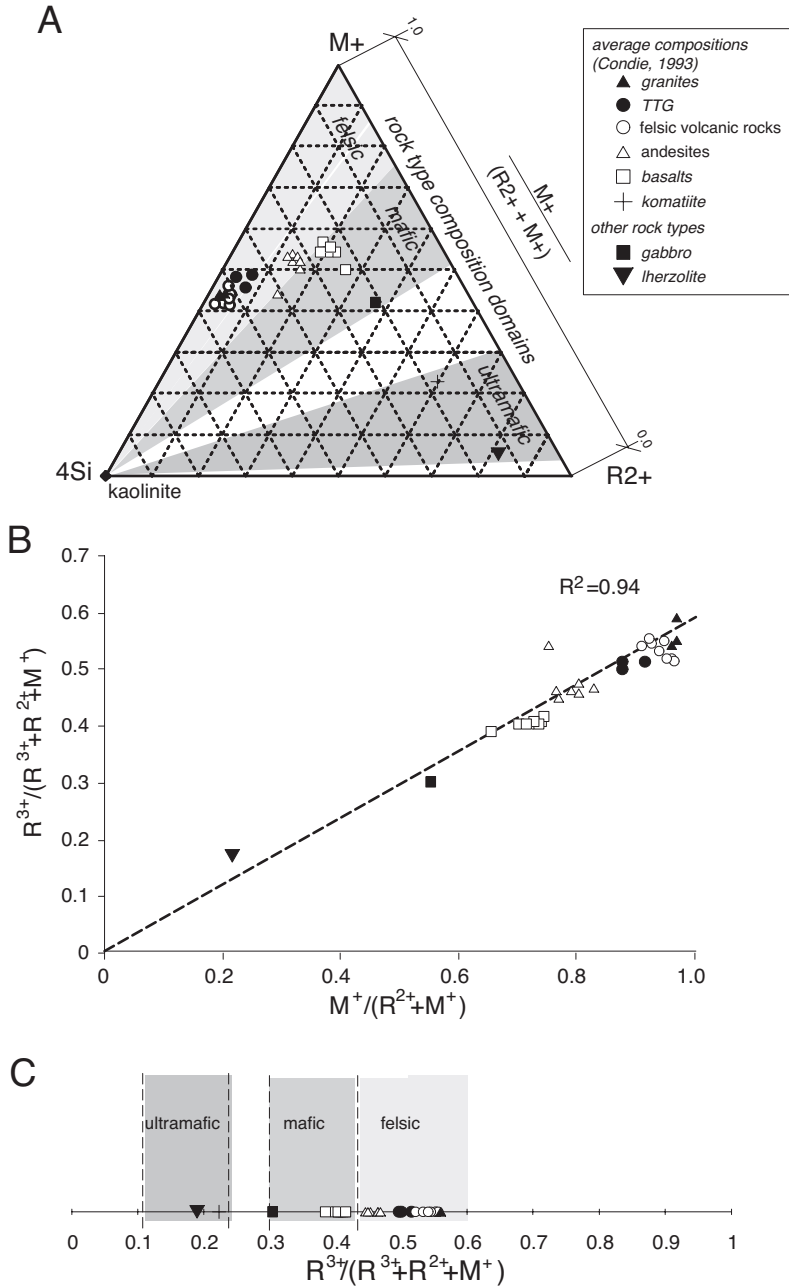 A
M+
1.0
felsic
rock type composition domains
mafic
ultramafic
M+
(R2+ + M+)
0.0
4Si
kaolinite
R2+
average compositions
(Condie, 1993)
granites
TTG
felsic volcanic rocks
andesites
basalts
komatiite
other rock types
gabbro
lherzolite
B
R²=0.94
0.7
0.6
0.5
0.4
0.3
0.2
0.1
0
R³⁺/(R³⁺+R²⁺+M⁺)
0 0.2 0.4 0.6 0.8 1.0
M⁺/(R²⁺+M⁺)
C
ultramafic mafic felsic
0 0.1 0.2 0.3 0.4 0.5 0.6 0.7 0.8 0.9 1
R³⁺/(R³⁺+R²⁺+M⁺)